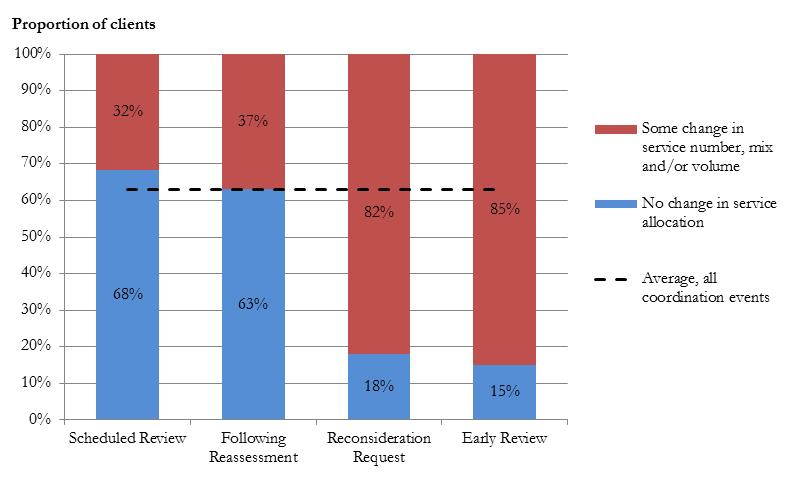 Proportion of clients
100%
90%
80%
70%
60%
50%
40%
30%
20%
10%
0%
32%
37%
82%
85%
68%
63%
18%
15%
Scheduled Review
Following
Reassessment
Reconsideration
Request
Early Review
Some change in
service number, mix
and/or volume
No change in service
allocation
Average, all
coordination events